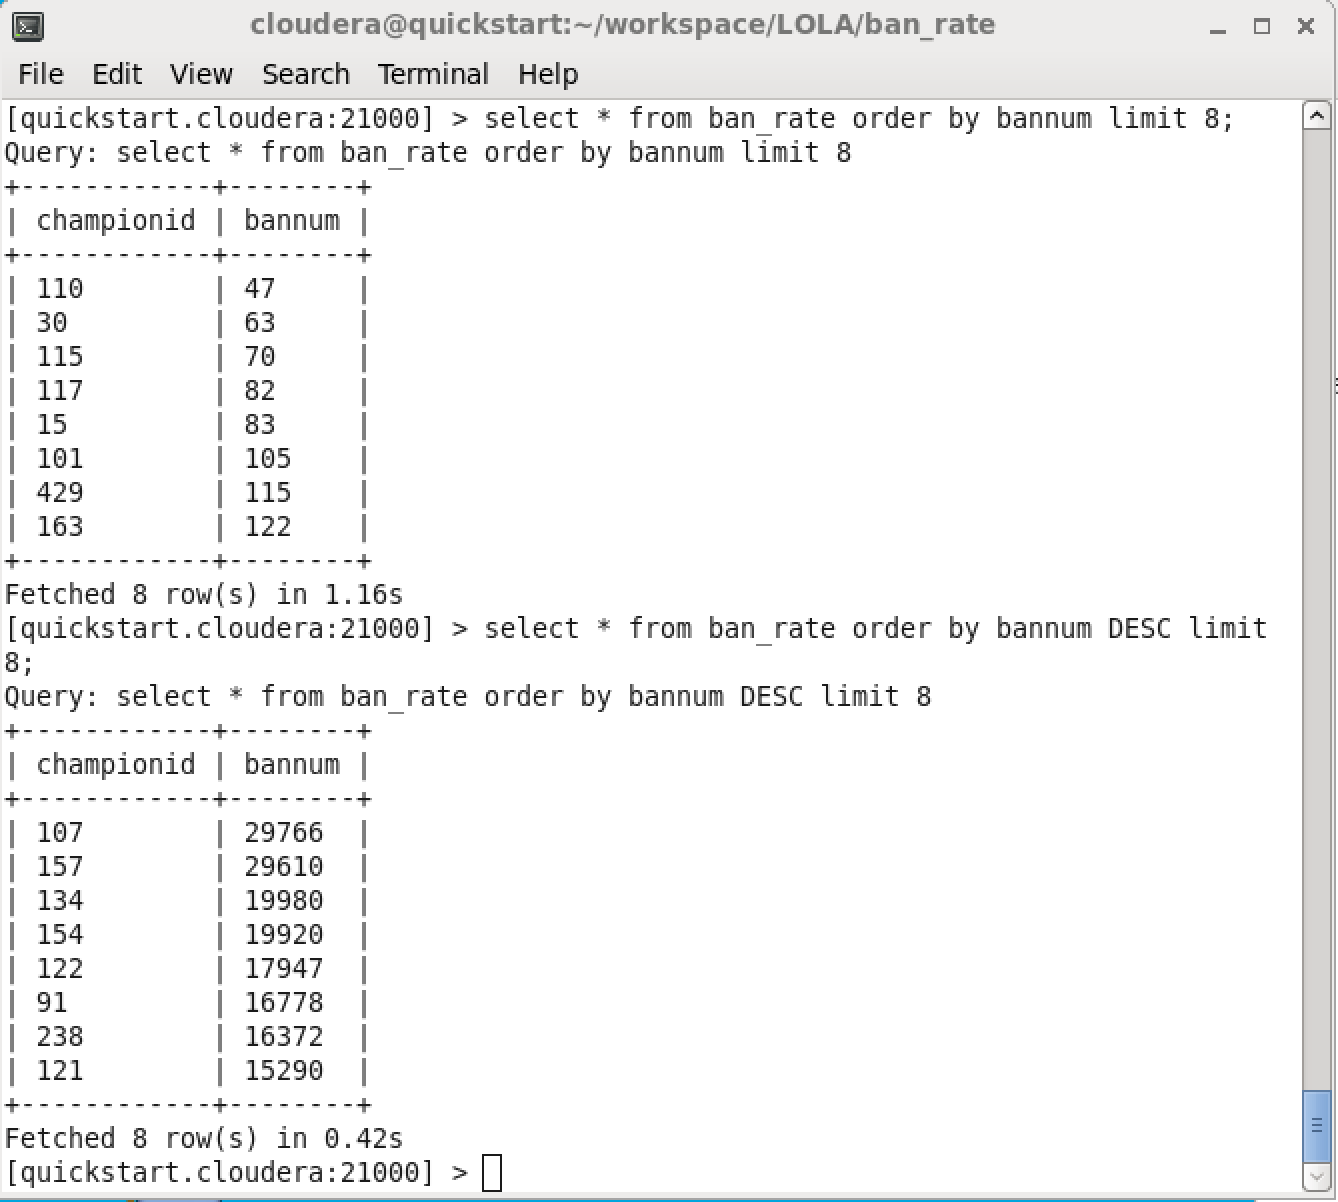 cloudera@quickstart:~/workspace/LOLA/ban_rate
File Edit View Search Terminal Help
[quickstart.cloudera:21000] > select * from ban_rate order by bannum limit 8;
Query: select * from ban_rate order by bannum limit 8
+------------+--------+
| championid | bannum |
+------------+--------+
| 110        | 47     |
| 30         | 63     |
| 115        | 70     |
| 117        | 82     |
| 15         | 83     |
| 101        | 105    |
| 429        | 115    |
| 163        | 122    |
+------------+--------+
Fetched 8 row(s) in 1.16s
[quickstart.cloudera:21000] > select * from ban_rate order by bannum DESC limit
8;
Query: select * from ban_rate order by bannum DESC limit 8
+------------+--------+
| championid | bannum |
+------------+--------+
| 107        | 29766  |
| 157        | 29610  |
| 134        | 19980  |
| 154        | 19920  |
| 122        | 17947  |
| 91         | 16778  |
| 238        | 16372  |
| 121        | 15290  |
+------------+--------+
Fetched 8 row(s) in 0.42s
[quickstart.cloudera:21000] >